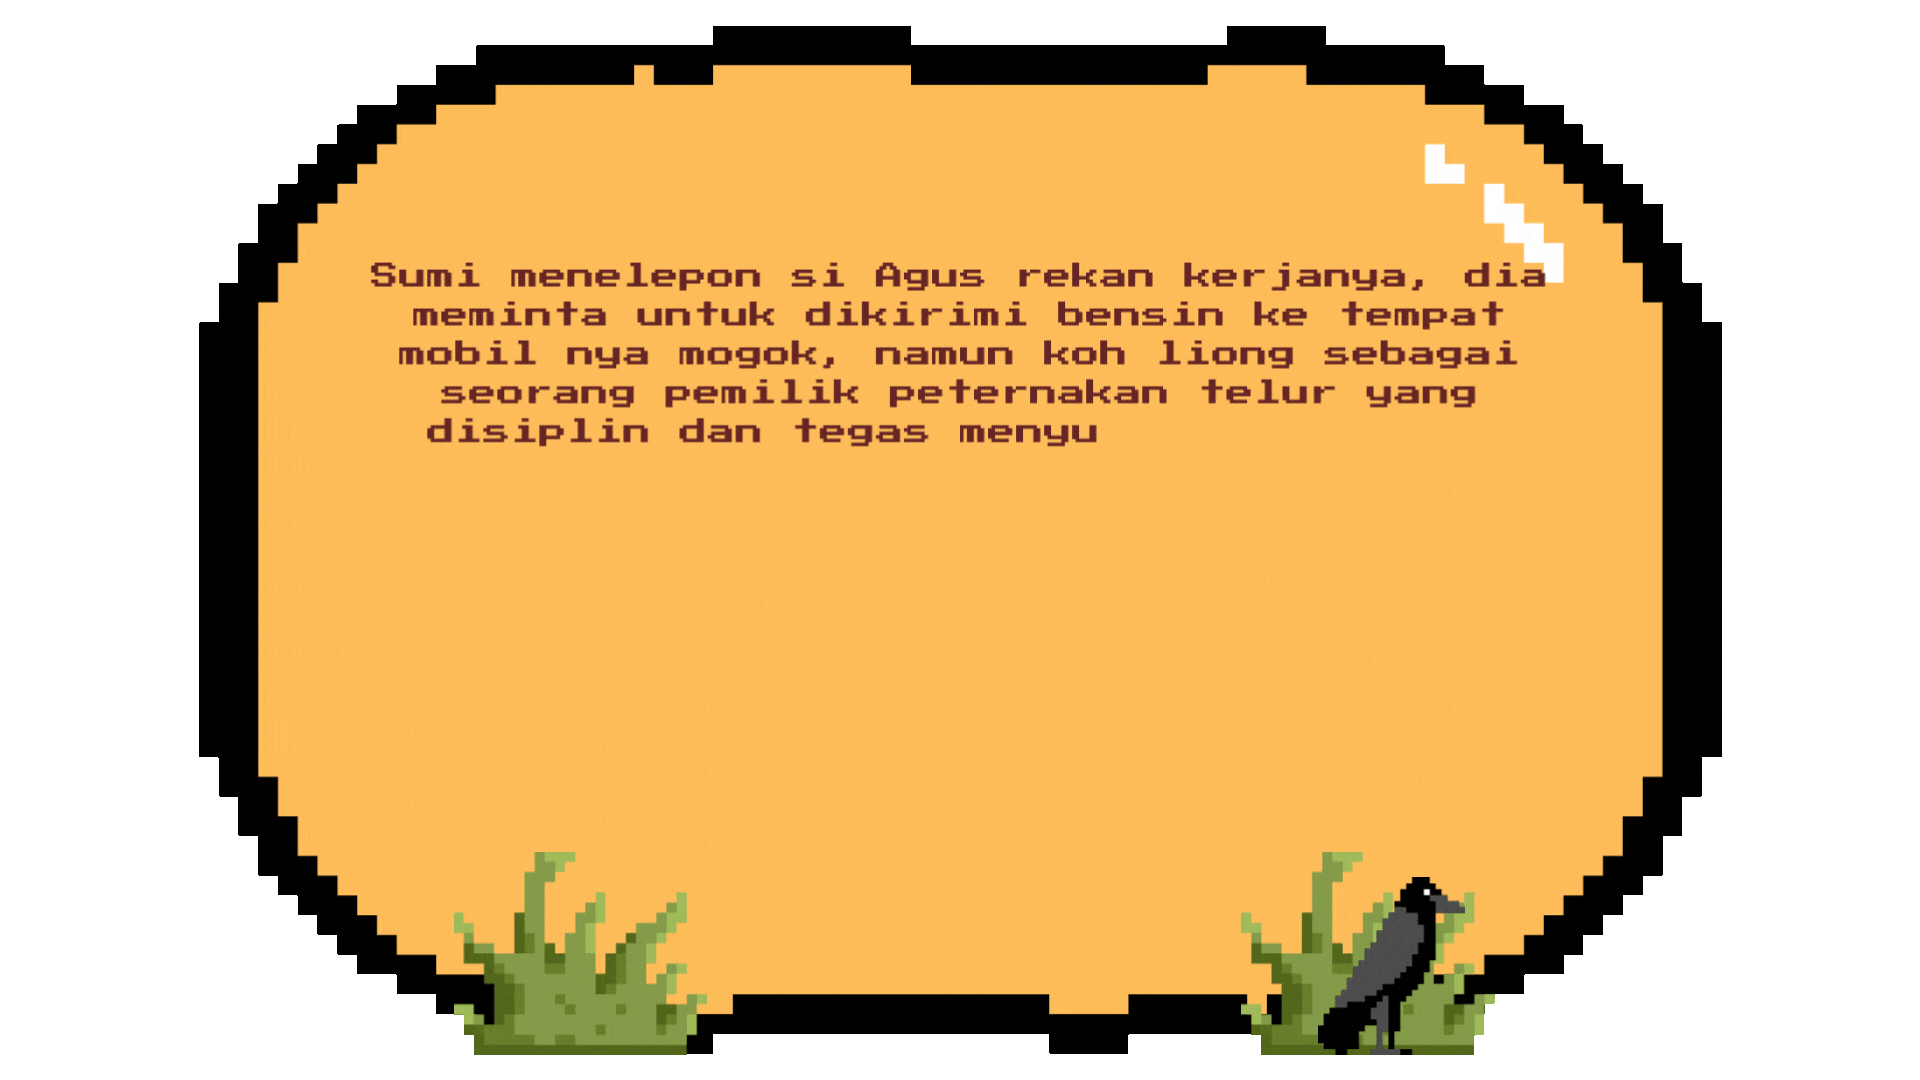 Sumi menelepon si Agus rekan kerjanya, dia
meminta untuk dikirimi bensin ke tempat
mobil nya mogok, namun koh liong sebagai
seorang pemilik peternakan telur yang
disiplin dan tegas menyu